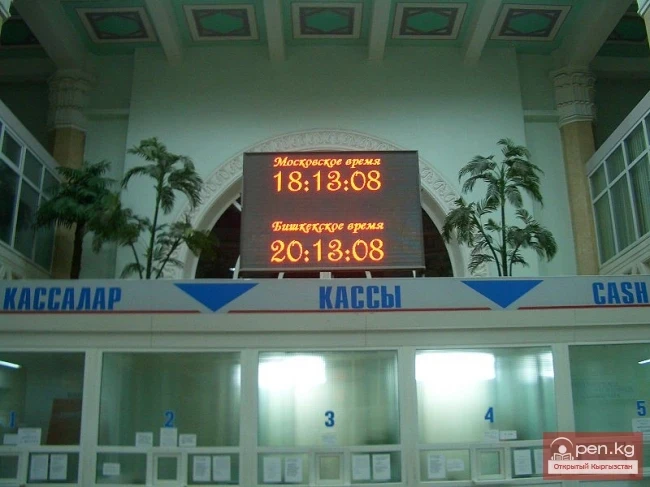 Московское время
18:13:08
Бишкекское время
20:13:08
КАССАЛАР КАССЫ CASH
1 2 3 4 5
open.kg
Открытый Кыргызстан